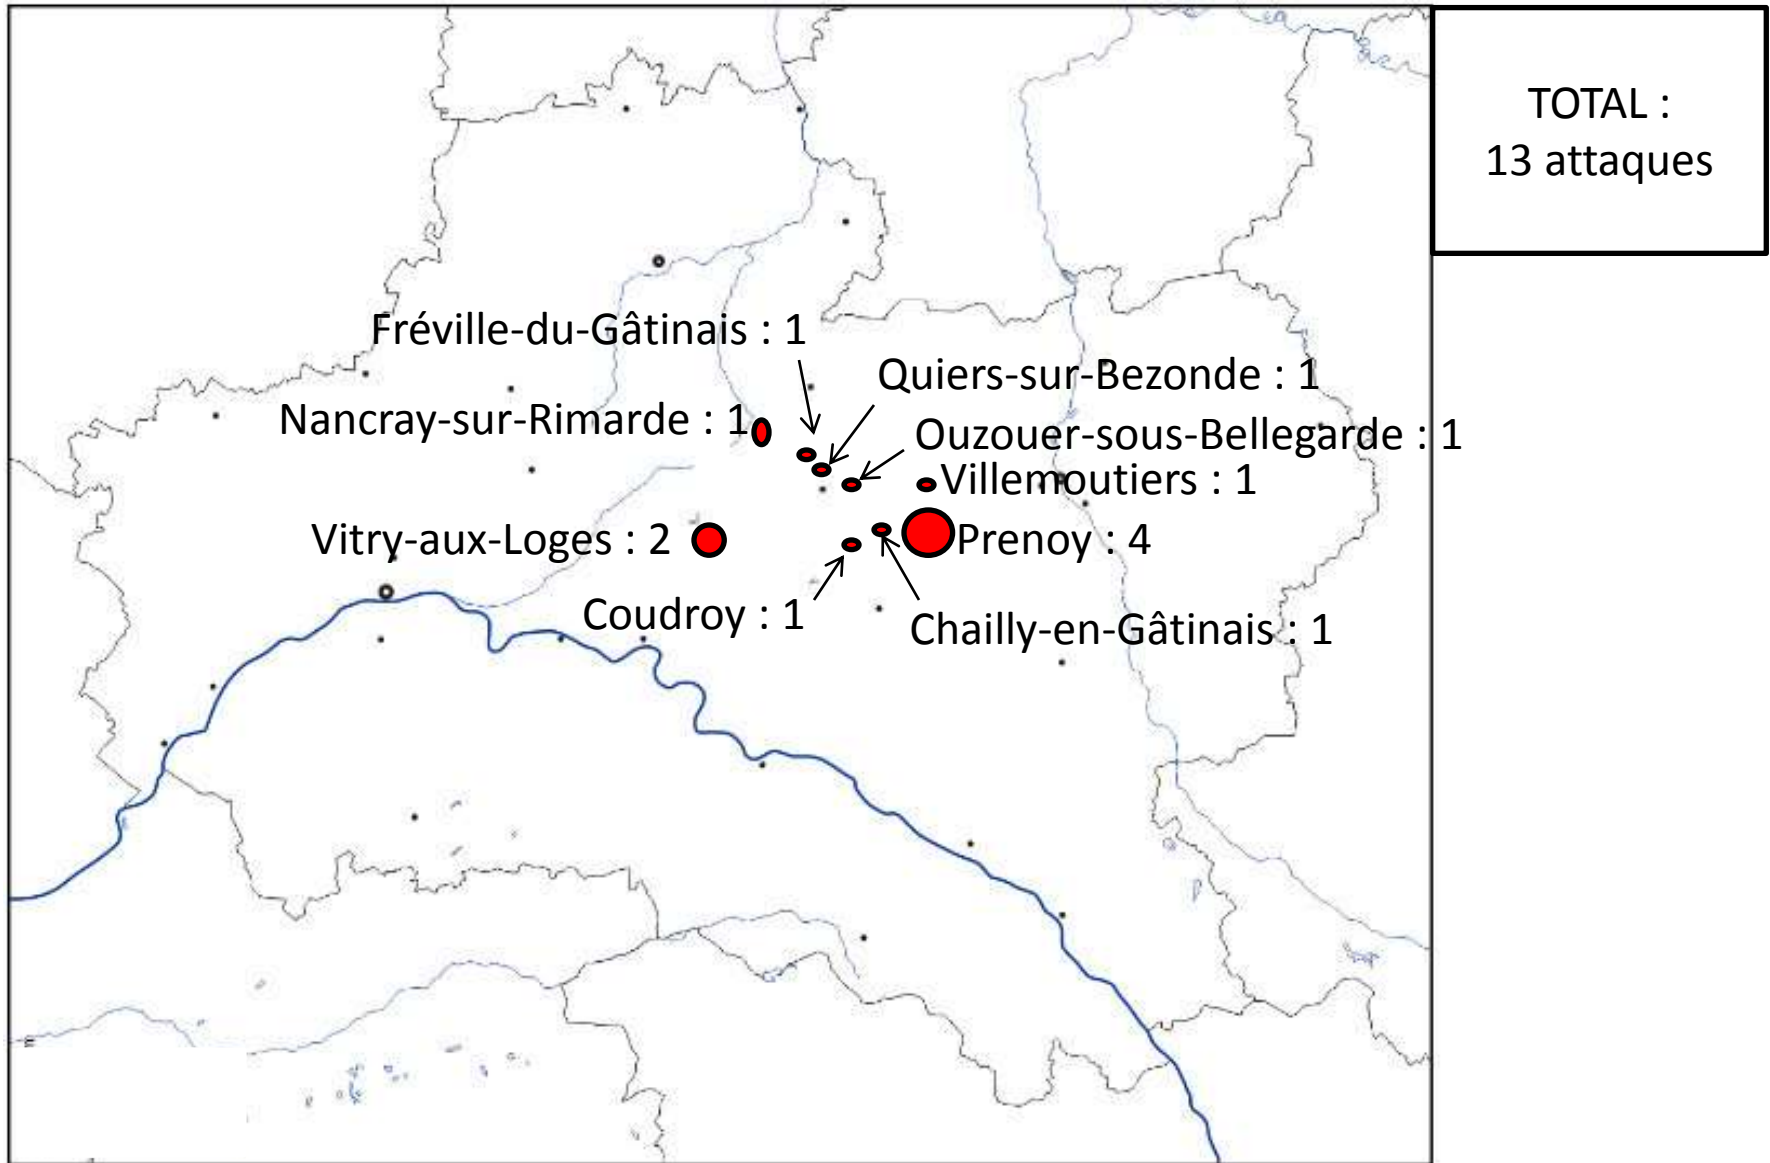 TOTAL :
13 attaques
Fréville-du-Gâtinais : 1
Quiers-sur-Bezonde : 1
Nancray-sur-Rimarde : 1
Ouzouer-sous-Bellegarde : 1
Villemoutiers : 1
Vitry-aux-Loges : 2
Prenoy : 4
Coudroy : 1
Chailly-en-Gâtinais : 1